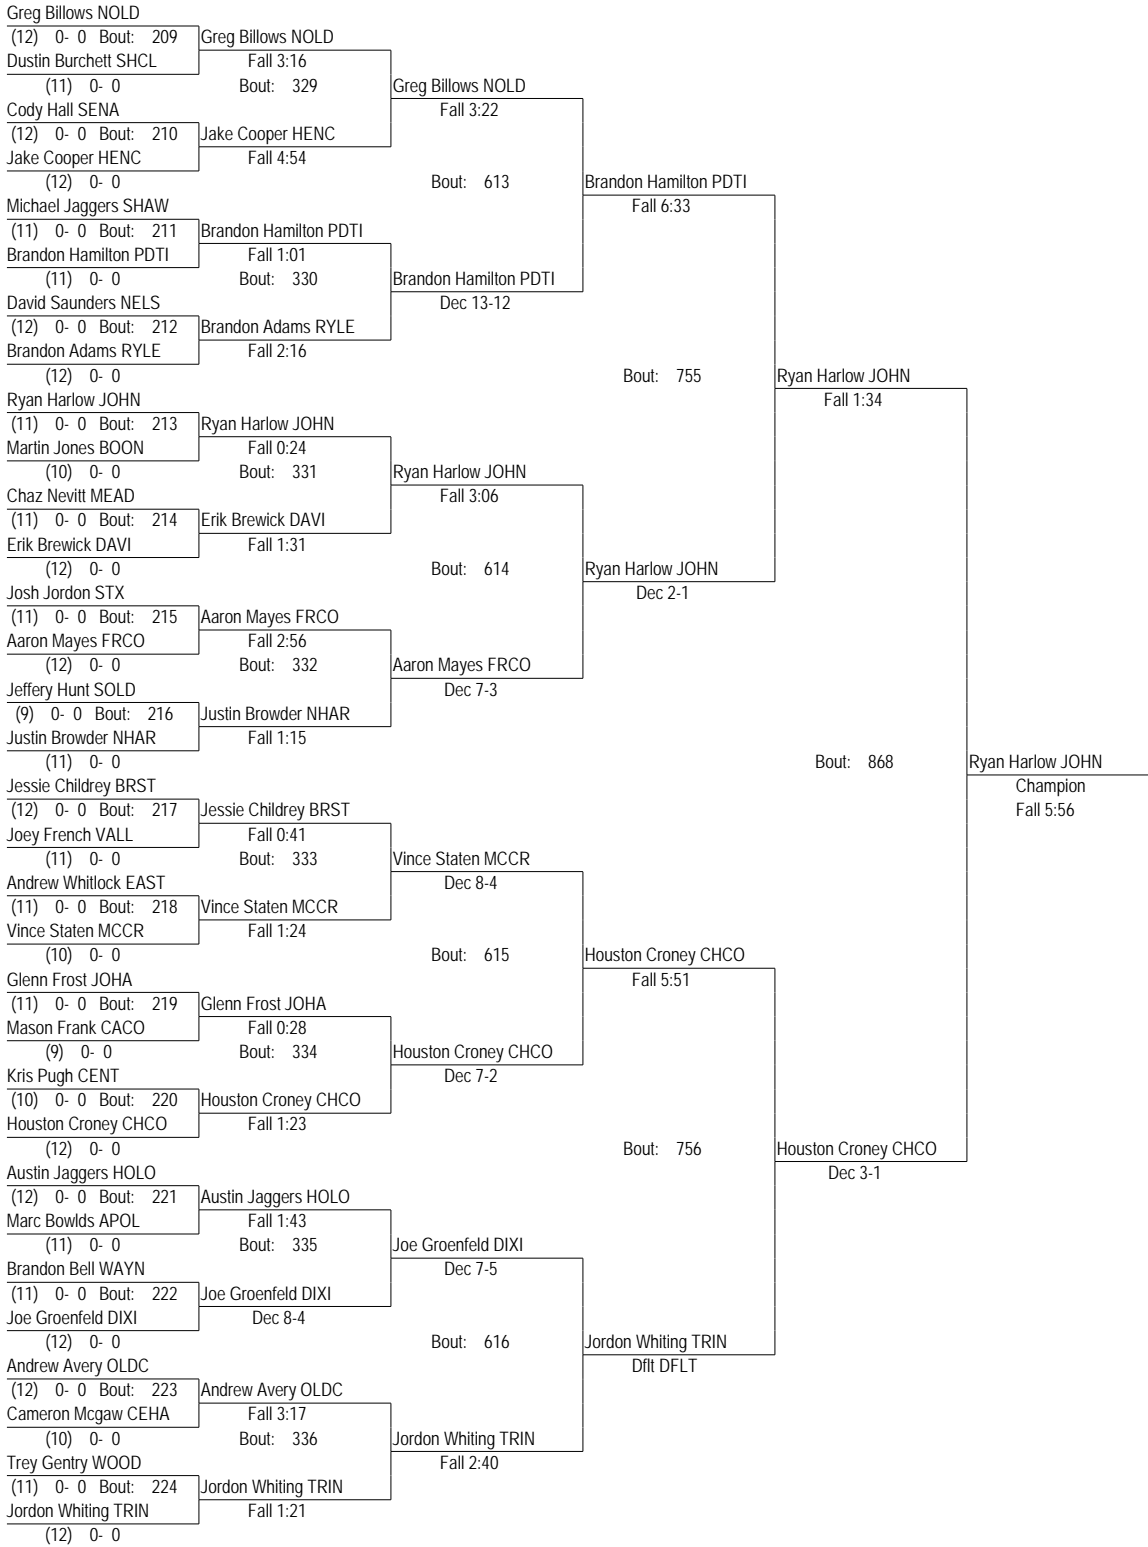 Greg Billows NOLD
(12) 0- 0 Bout: 209 Greg Billows NOLD
Dustin Burchett SHCL Fall 3:16
(11) 0- 0 Bout: 329 Greg Billows NOLD
Cody Hall SENA Fall 3:22
(12) 0- 0 Bout: 210 Jake Cooper HENC
Jake Cooper HENC Fall 4:54
(12) 0- 0 Bout: 613 Brandon Hamilton PDTI
Michael Jaggers SHAW Fall 6:33
(11) 0- 0 Bout: 211 Brandon Hamilton PDTI
Brandon Hamilton PDTI Fall 1:01
(11) 0- 0 Bout: 330 Brandon Hamilton PDTI
David Saunders NELS Dec 13-12
(12) 0- 0 Bout: 212 Brandon Adams RYLE
Brandon Adams RYLE Fall 2:16
(12) 0- 0 Bout: 755 Ryan Harlow JOHN
Ryan Harlow JOHN Fall 1:34
(11) 0- 0 Bout: 213 Ryan Harlow JOHN
Martin Jones BOON Fall 0:24
(10) 0- 0 Bout: 331 Ryan Harlow JOHN
Chaz Nevitt MEAD Fall 3:06
(11) 0- 0 Bout: 214 Erik Brewick DAVI
Erik Brewick DAVI Fall 1:31
(12) 0- 0 Bout: 614 Ryan Harlow JOHN
Josh Jordon STX Dec 2-1
(11) 0- 0 Bout: 215 Aaron Mayes FRCO
Aaron Mayes FRCO Fall 2:56
(12) 0- 0 Bout: 332 Aaron Mayes FRCO
Jeffery Hunt SOLD Dec 7-3
(9) 0- 0 Bout: 216 Justin Browder NHAR
Justin Browder NHAR Fall 1:15
(11) 0- 0 Bout: 868 Ryan Harlow JOHN
Jessie Childrey BRST Champion
(12) 0- 0 Bout: 217 Jessie Childrey BRST Fall 5:56
Joey French VALL Fall 0:41
(11) 0- 0 Bout: 333 Vince Staten MCCR
Andrew Whitlock EAST Dec 8-4
(11) 0- 0 Bout: 218 Vince Staten MCCR
Vince Staten MCCR Fall 1:24
(10) 0- 0 Bout: 615 Houston Croney CHCO
Glenn Frost JOHA Fall 5:51
(11) 0- 0 Bout: 219 Glenn Frost JOHA
Mason Frank CACO Fall 0:28
(9) 0- 0 Bout: 334 Houston Croney CHCO
Kris Pugh CENT Dec 7-2
(10) 0- 0 Bout: 220 Houston Croney CHCO
Houston Croney CHCO Fall 1:23
(12) 0- 0 Bout: 756 Houston Croney CHCO
Austin Jaggers HOLO Dec 3-1
(12) 0- 0 Bout: 221 Austin Jaggers HOLO
Marc Bowlds APOL Fall 1:43
(11) 0- 0 Bout: 335 Joe Groenfeld DIXI
Brandon Bell WAYN Dec 7-5
(11) 0- 0 Bout: 222 Joe Groenfeld DIXI
Joe Groenfeld DIXI Dec 8-4
(12) 0- 0 Bout: 616 Jordon Whiting TRIN
Andrew Avery OLDC Dflt DFLT
(12) 0- 0 Bout: 223 Andrew Avery OLDC
Cameron Mcgaw CEHA Fall 3:17
(10) 0- 0 Bout: 336 Jordon Whiting TRIN
Trey Gentry WOOD Fall 2:40
(11) 0- 0 Bout: 224 Jordon Whiting TRIN
Jordon Whiting TRIN Fall 1:21
(12) 0- 0